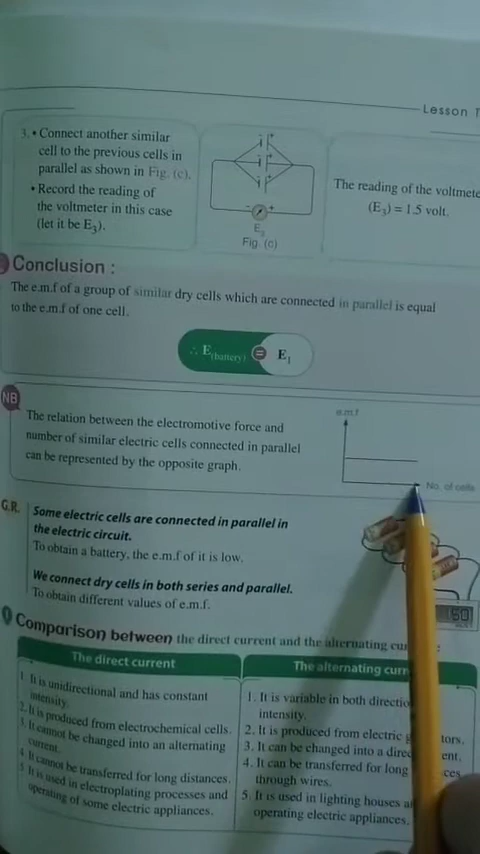 Lesson T
3. • Connect another similar
cell to the previous cells in
parallel as shown in Fig. (c).
• Record the reading of
the voltmeter in this case
(let it be E3).
E3
Fig. (c)
The reading of the voltmete
(E3) = 1.5 volt.
Conclusion :
The e.m.f of a group of similar dry cells which are connected in parallel is equal
to the e.m.f of one cell.
∴ E(battery) = E1
NB
The relation between the electromotive force and
number of similar electric cells connected in parallel
can be represented by the opposite graph.
e.m.f
No. of cells
G.R.
Some electric cells are connected in parallel in
the electric circuit.
To obtain a battery, the e.m.f of it is low.
We connect dry cells in both series and parallel.
To obtain different values of e.m.f.
Comparison between the direct current and the alternating cu
The direct current
1. It is unidirectional and has constant
intensity.
2. It is produced from electrochemical cells.
3. It cannot be changed into an alternating
current.
4. It cannot be transferred for long distances.
5. It is used in electroplating processes and
operating of some electric appliances.
The alternating curr
1. It is variable in both directio
intensity.
2. It is produced from electric g tors.
3. It can be changed into a direc ent.
4. It can be transferred for long ces
through wires.
5. It is used in lighting houses a
operating electric appliances.